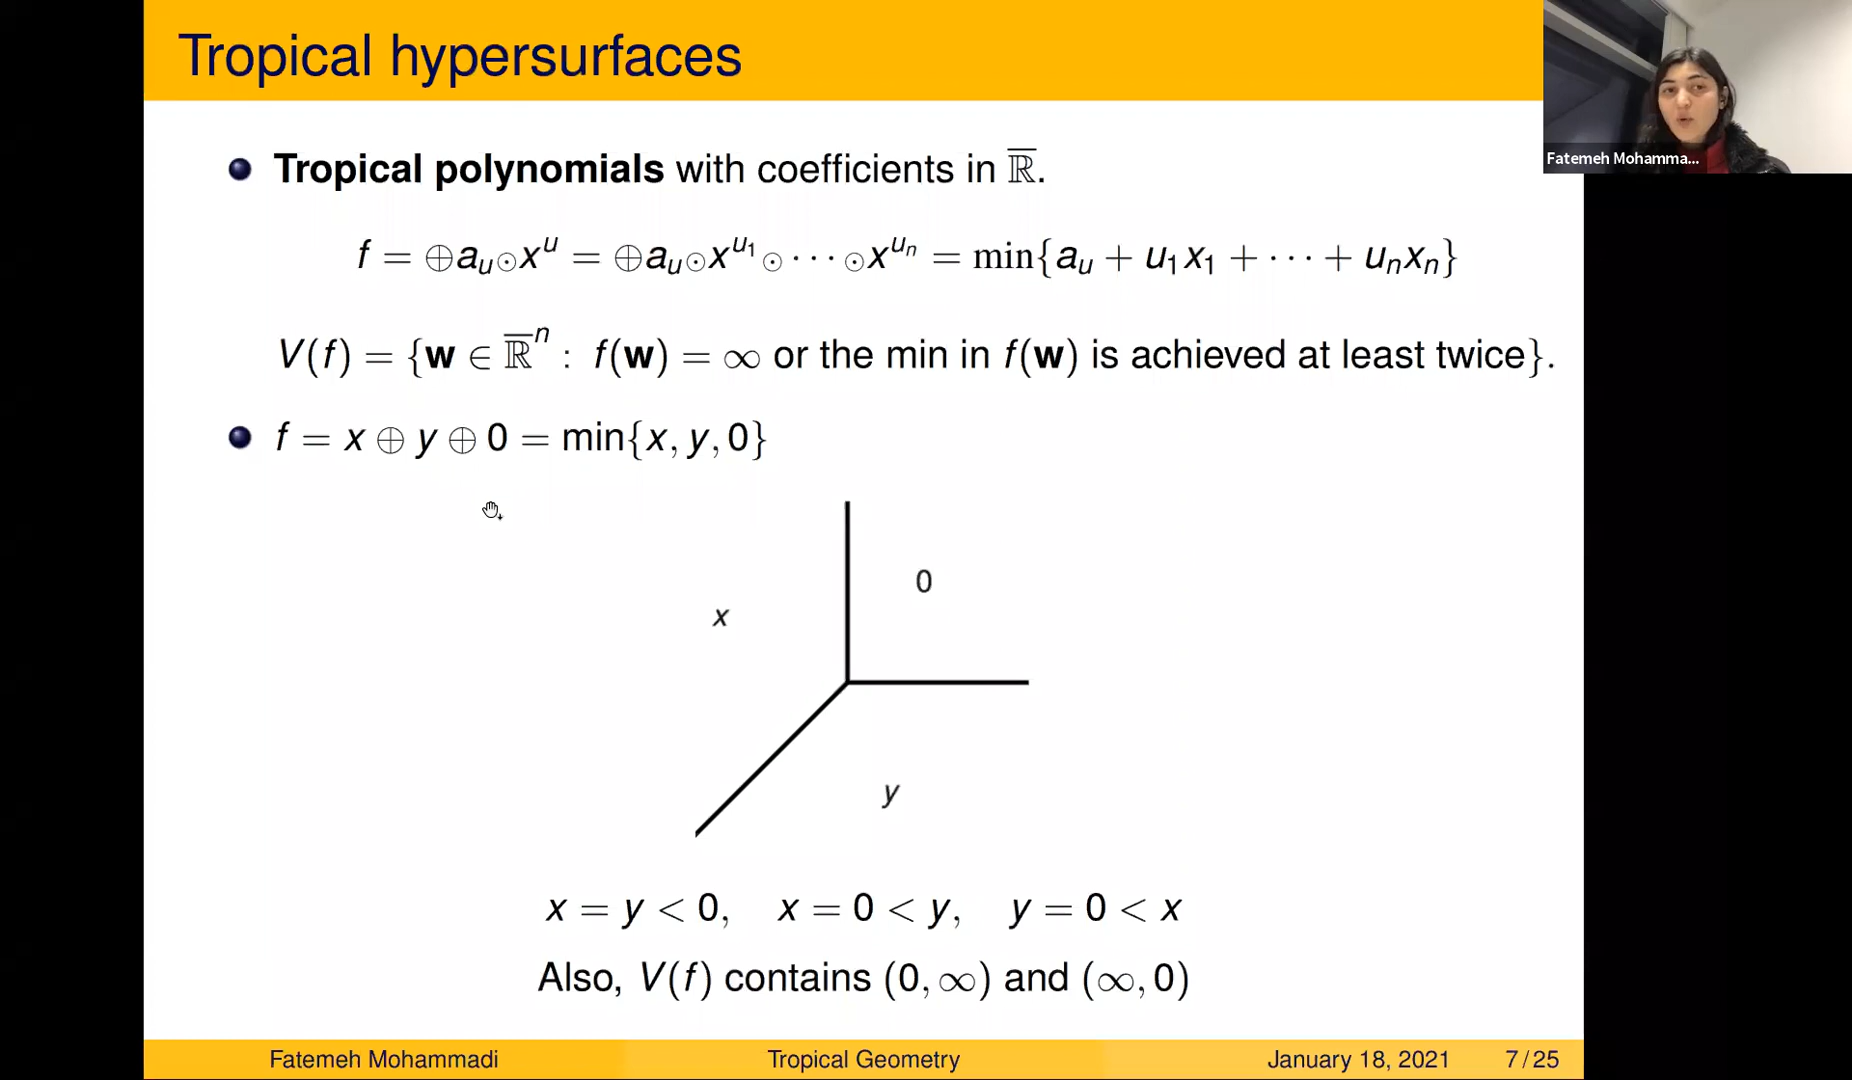 Tropical hypersurfaces
Fatemeh Mohamma...
Tropical polynomials with coefficients in ℝ̅.
f = ⊕a_u⊙x^u = ⊕a_u⊙x^{u_1}⊙···⊙x^{u_n} = min{a_u + u_1x_1 + ··· + u_nx_n}
V(f) = {w ∈ ℝ̅^n : f(w) = ∞ or the min in f(w) is achieved at least twice}.
f = x ⊕ y ⊕ 0 = min{x, y, 0}
0
x
y
x = y < 0, x = 0 < y, y = 0 < x
Also, V(f) contains (0, ∞) and (∞, 0)
Fatemeh Mohammadi Tropical Geometry January 18, 2021 7 / 25